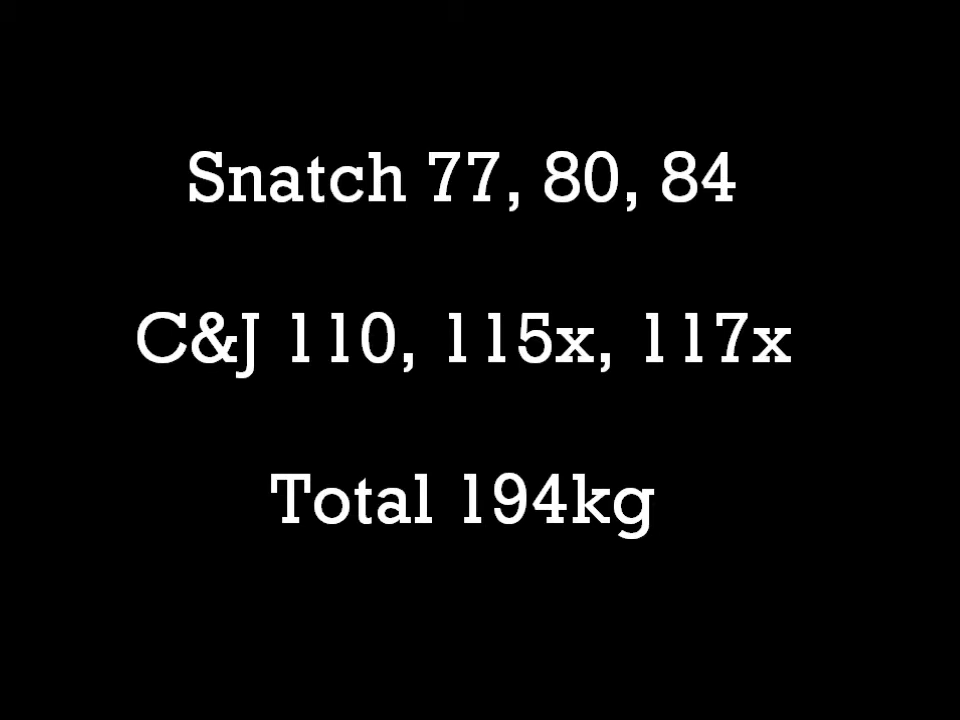 Snatch 77, 80, 84
C&J 110, 115x, 117x
Total 194kg